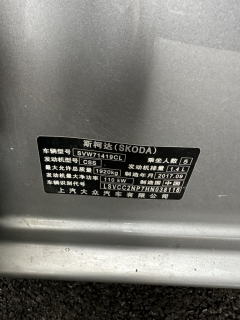 斯柯达(SKODA)
车辆型号 SVW71419CL 乘坐人数 5
发动机型号 CSS 发动机排量 1.4 L
最大允许总质量 1920kg 制造年月 2017.09
发动机最大净功率 110 kW 制造国 中国
车辆识别代号 LSVCC2NP7HN038118
上汽大众汽车有限公司